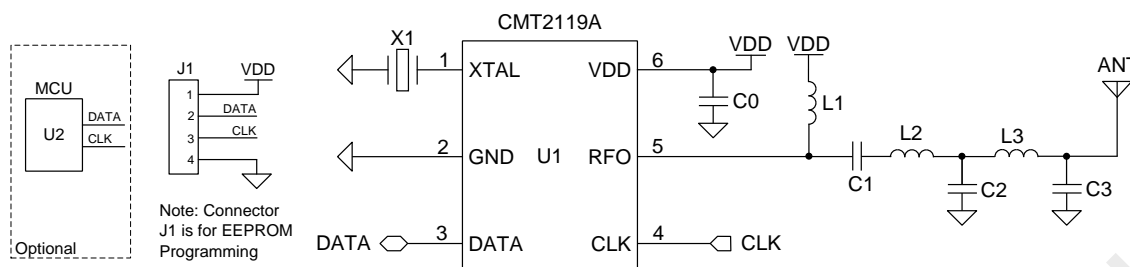 CMT2119A
MCU
U2
DATA
CLK
Optional
J1
VDD
1
2
3
4
DATA
CLK
Note: Connector
J1 is for EEPROM
Programming
X1
1
XTAL
2
GND
DATA
3
DATA
U1
VDD
6
RFO
5
CLK
4
CLK
VDD
C0
VDD
L1
C1
L2
C2
L3
C3
ANT